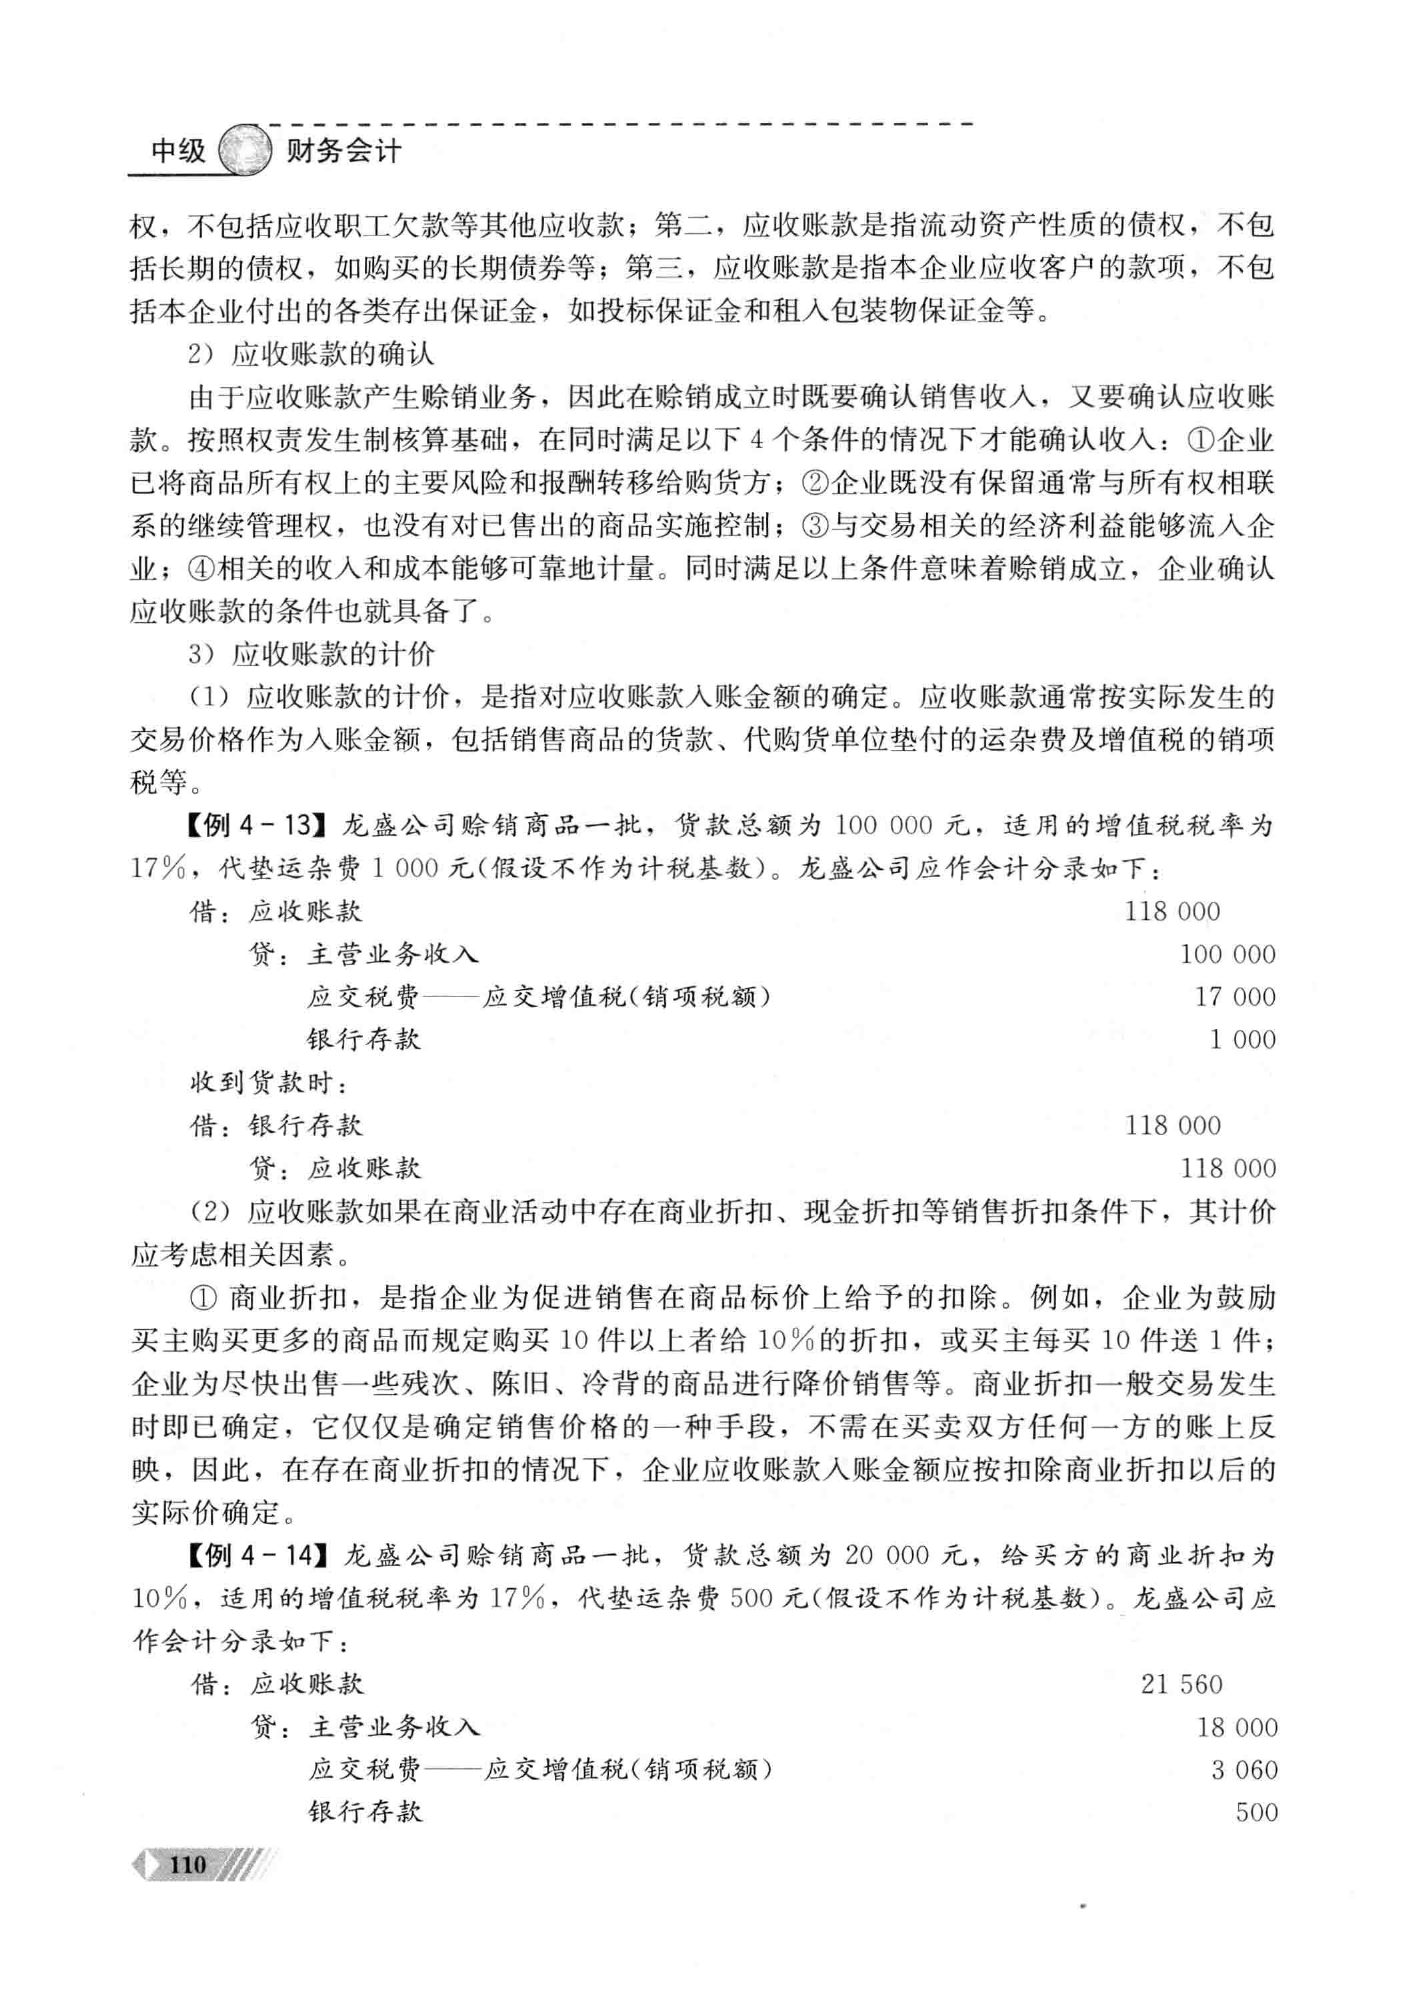 中级 财务会计
权，不包括应收职工欠款等其他应收款；第二，应收账款是指流动资产性质的债权，不包
括长期的债权，如购买的长期债券等；第三，应收账款是指本企业应收客户的款项，不包
括本企业付出的各类存出保证金，如投标保证金和租入包装物保证金等。
2）应收账款的确认
由于应收账款产生赊销业务，因此在赊销成立时既要确认销售收入，又要确认应收账
款。按照权责发生制核算基础，在同时满足以下 4 个条件的情况下才能确认收入：①企业
已将商品所有权上的主要风险和报酬转移给购货方；②企业既没有保留通常与所有权相联
系的继续管理权，也没有对已售出的商品实施控制；③与交易相关的经济利益能够流入企
业；④相关的收入和成本能够可靠地计量。同时满足以上条件意味着赊销成立，企业确认
应收账款的条件也就具备了。
3）应收账款的计价
（1）应收账款的计价，是指对应收账款入账金额的确定。应收账款通常按实际发生的
交易价格作为入账金额，包括销售商品的货款、代购货单位垫付的运杂费及增值税的销项
税等。
【例 4－13】龙盛公司赊销商品一批，货款总额为 100 000 元，适用的增值税税率为
17%，代垫运杂费 1 000 元(假设不作为计税基数)。龙盛公司应作会计分录如下：
借：应收账款 118 000
贷：主营业务收入 100 000
应交税费——应交增值税(销项税额) 17 000
银行存款 1 000
收到货款时：
借：银行存款 118 000
贷：应收账款 118 000
（2）应收账款如果在商业活动中存在商业折扣、现金折扣等销售折扣条件下，其计价
应考虑相关因素。
① 商业折扣，是指企业为促进销售在商品标价上给予的扣除。例如，企业为鼓励
买主购买更多的商品而规定购买 10 件以上者给 10%的折扣，或买主每买 10 件送 1 件；
企业为尽快出售一些残次、陈旧、冷背的商品进行降价销售等。商业折扣一般交易发生
时即已确定，它仅仅是确定销售价格的一种手段，不需在买卖双方任何一方的账上反
映，因此，在存在商业折扣的情况下，企业应收账款入账金额应按扣除商业折扣以后的
实际价确定。
【例 4－14】龙盛公司赊销商品一批，货款总额为 20 000 元，给买方的商业折扣为
10%，适用的增值税税率为 17%，代垫运杂费 500 元(假设不作为计税基数)。龙盛公司应
作会计分录如下：
借：应收账款 21 560
贷：主营业务收入 18 000
应交税费——应交增值税(销项税额) 3 060
银行存款 500
110